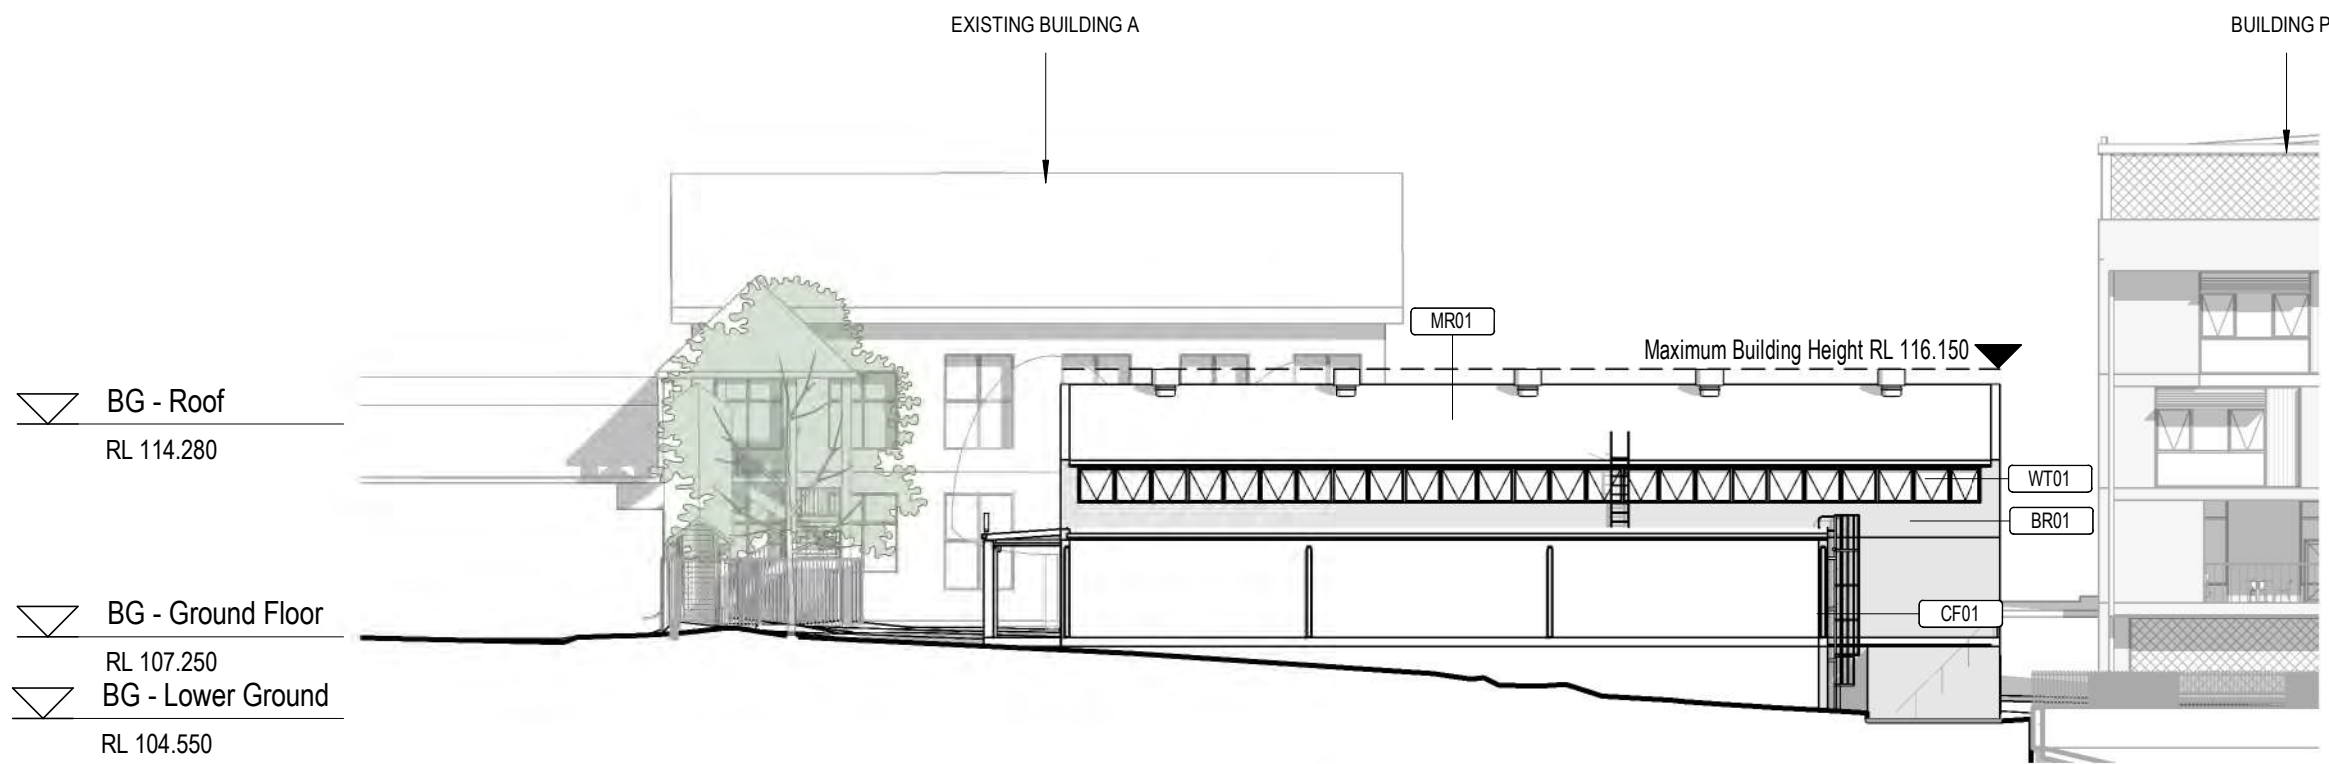 EXISTING BUILDING A
BUILDING P
MR01
Maximum Building Height RL 116.150
BG - Roof
RL 114.280
WT01
BR01
BG - Ground Floor
CF01
RL 107.250
BG - Lower Ground
RL 104.550